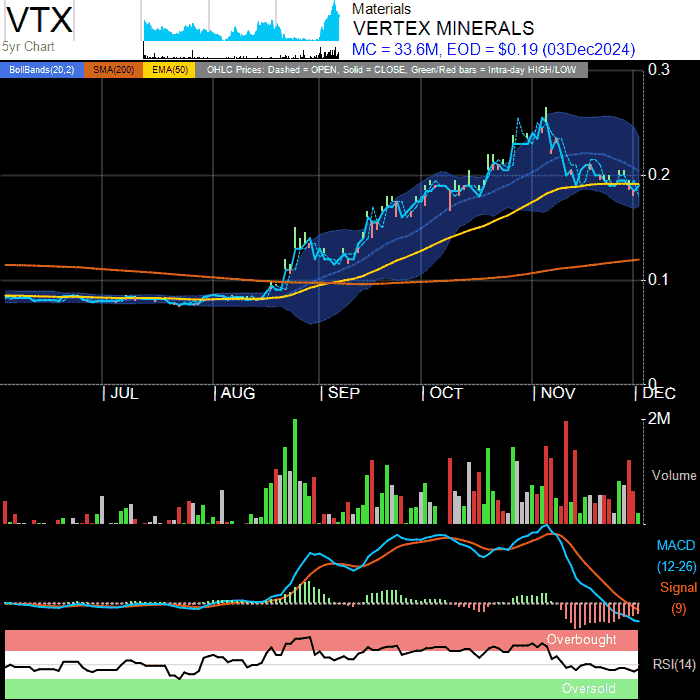 VTX
5yr Chart
Materials
VERTEX MINERALS
MC = 33.6M, EOD = $0.19 (03Dec2024)
BollBands(20,2) SMA(200) EMA(50) OHLC Prices: Dashed = OPEN, Solid = CLOSE, Green/Red bars = Intra-day HIGH/LOW
0.3
0.2
0.1
0
JUL AUG SEP OCT NOV DEC
2M
Volume
MACD
(12-26)
Signal
(9)
Overbought
RSI(14)
Oversold